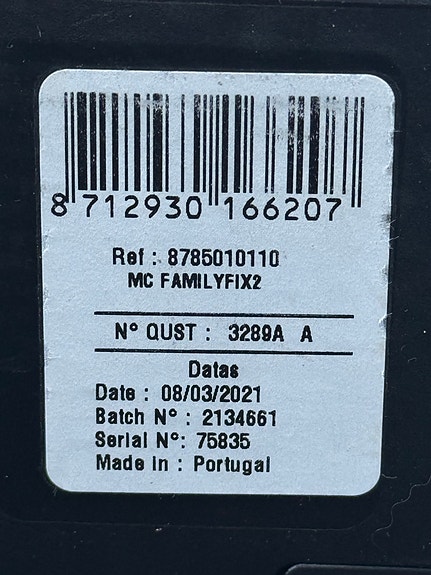 8 712930 166207
Ref : 8785010110
MC FAMILYFIX2
N° QUST : 3289A A
Datas
Date : 08/03/2021
Batch N° : 2134661
Serial N°: 75835
Made in : Portugal